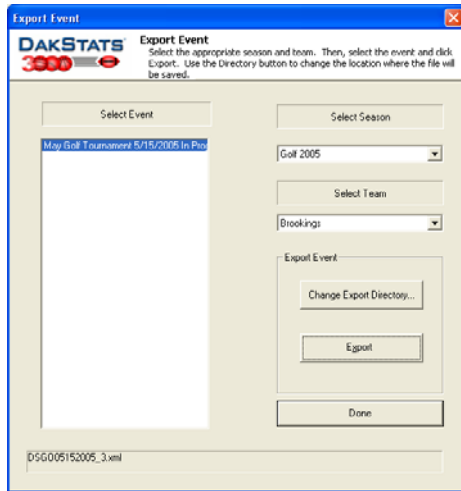 Export Event
DAKSTATS
3000
Export Event
Select the appropriate season and team. Then, select the event and click
Export. Use the Directory button to change the location where the file will
be saved.
Select Event
May Golf Tournament 5/15/2005 In Pro
Select Season
Golf 2005
Select Team
Brookings
Export Event
Change Export Directory...
Export
Done
DSGO05152005_3.xml